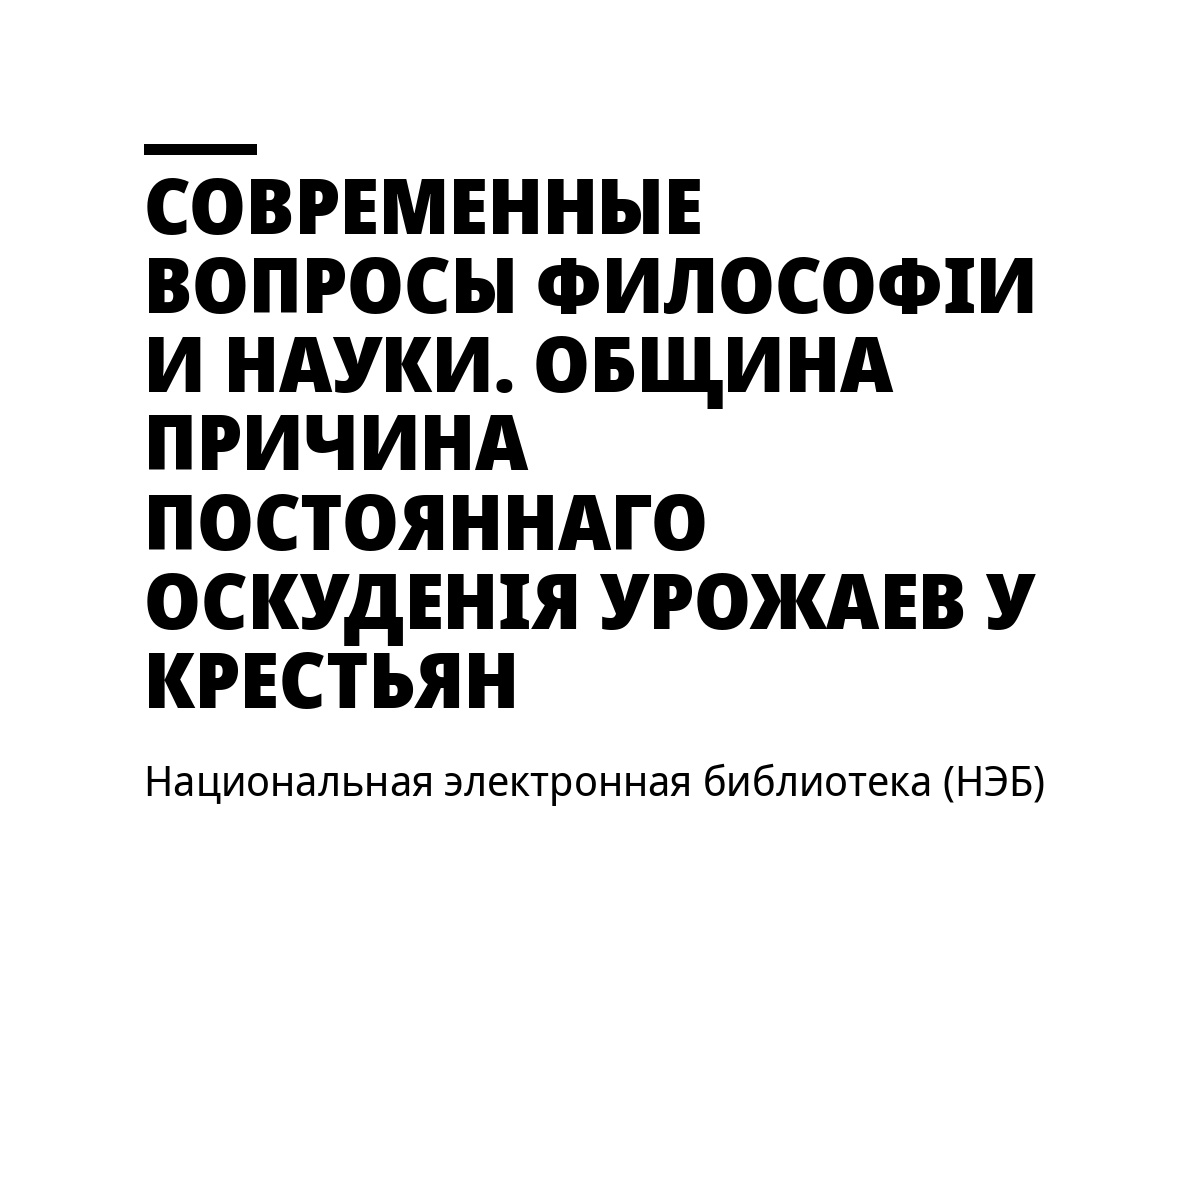 СОВРЕМЕННЫЕ
ВОПРОСЫ ФИЛОСОФІИ
И НАУКИ. ОБЩИНА
ПРИЧИНА
ПОСТОЯННАГО
ОСКУДЕНІЯ УРОЖАЕВ У
КРЕСТЬЯН
Национальная электронная библиотека (НЭБ)